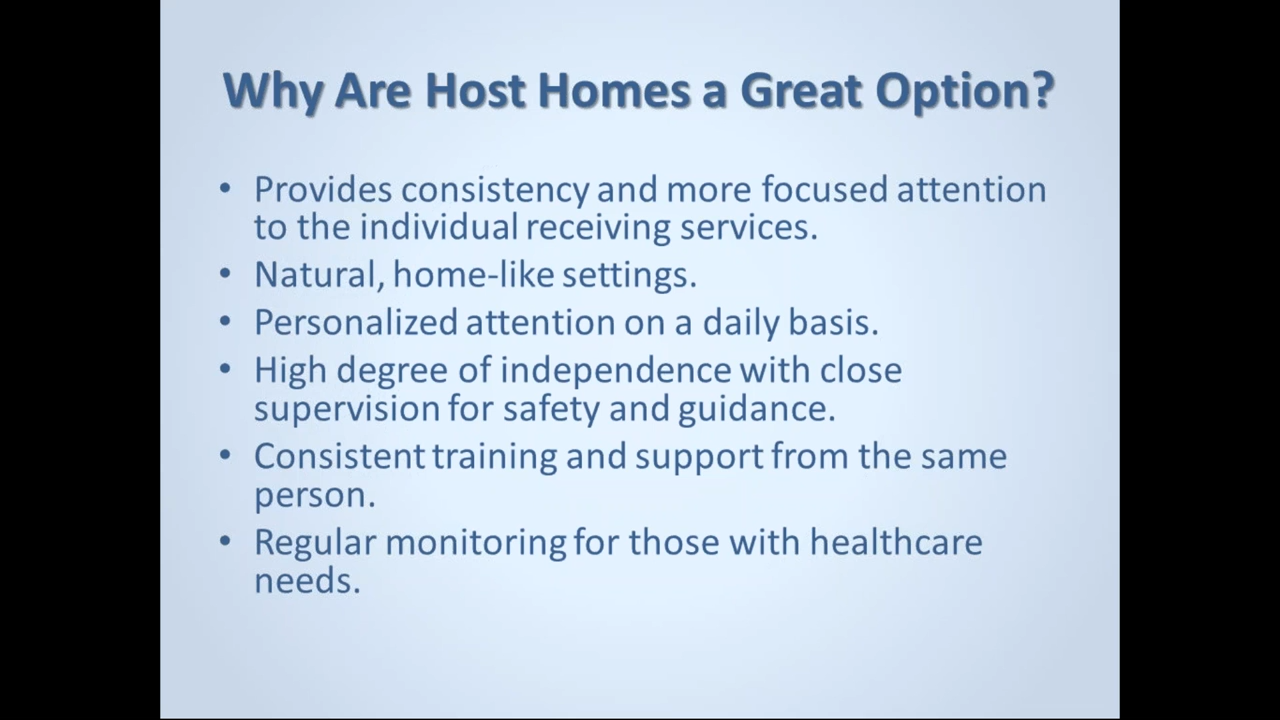 Why Are Host Homes a Great Option?
• Provides consistency and more focused attention
to the individual receiving services.
• Natural, home-like settings.
• Personalized attention on a daily basis.
• High degree of independence with close
supervision for safety and guidance.
• Consistent training and support from the same
person.
• Regular monitoring for those with healthcare
needs.